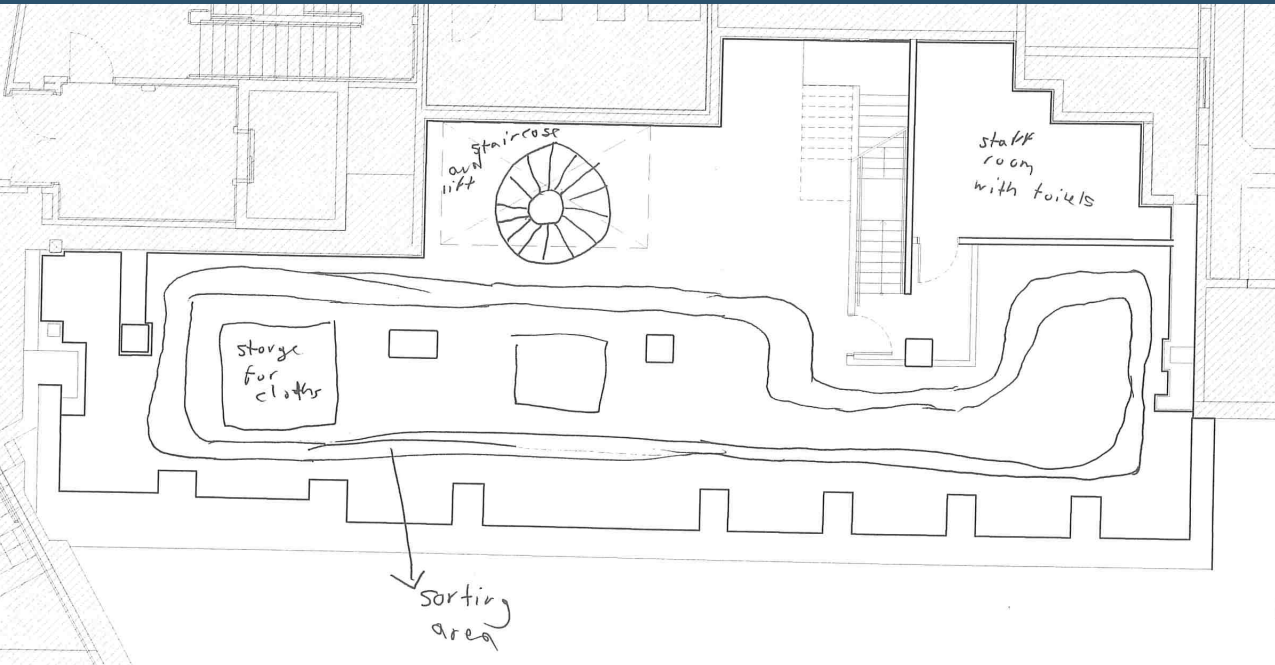 staircase
and
lift
staff
room
with toilets
storge
for
cloths
sorting
area